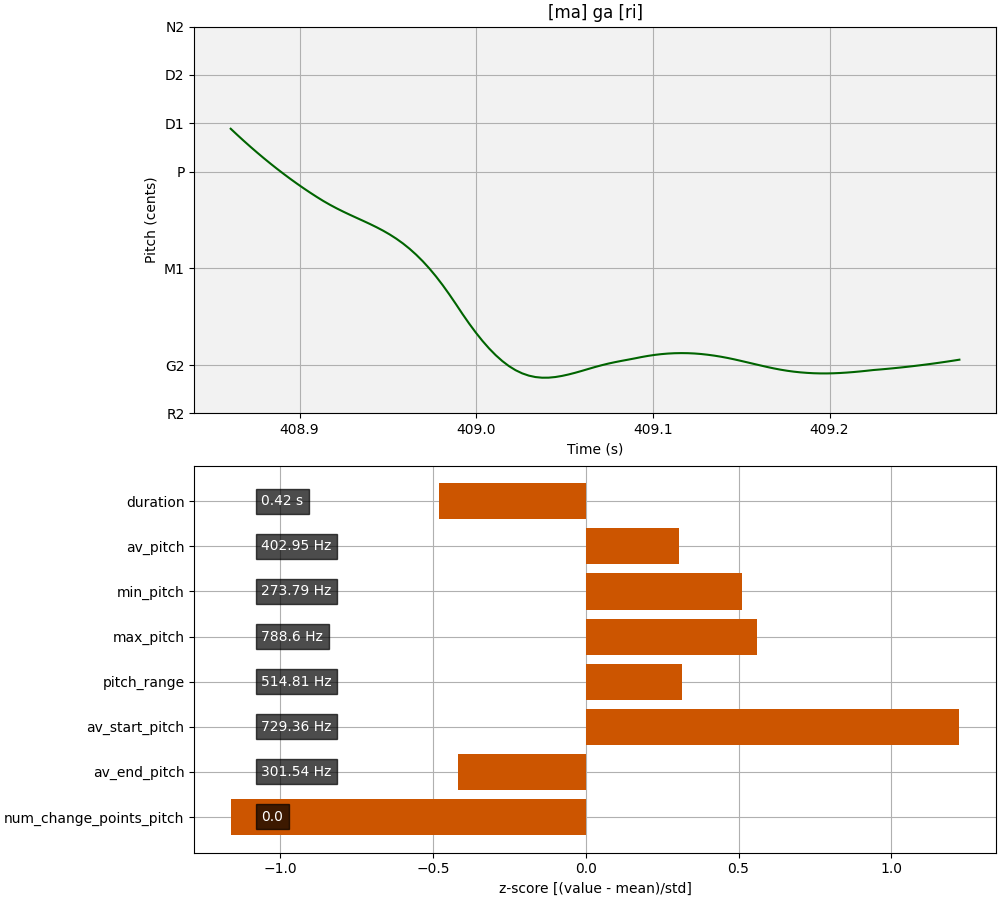 [ma] ga [ri]
N2
D2
D1
P
M1
G2
R2
Pitch (cents)
408.9
409.0
409.1
409.2
Time (s)
duration
0.42 s
av_pitch
402.95 Hz
min_pitch
273.79 Hz
max_pitch
788.6 Hz
pitch_range
514.81 Hz
av_start_pitch
729.36 Hz
av_end_pitch
301.54 Hz
num_change_points_pitch
0.0
−1.0
−0.5
0.0
0.5
1.0
z-score [(value - mean)/std]